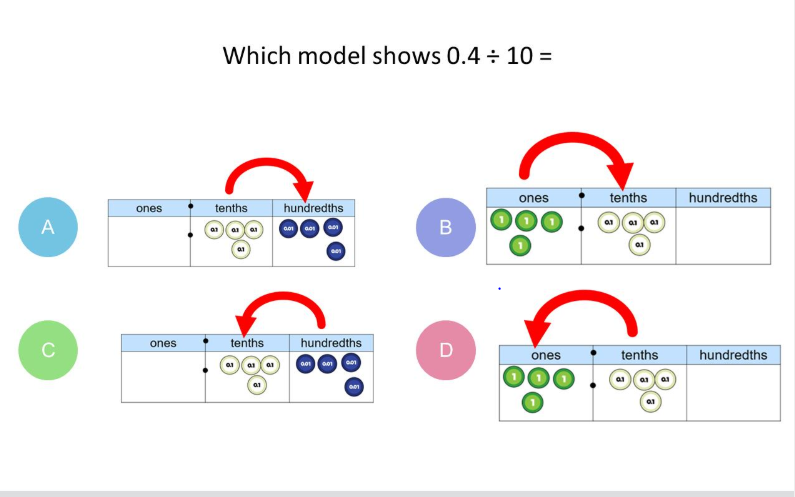 Which model shows 0.4 ÷ 10 =
A
ones tenths hundredths
0.1 0.1 0.1 0.01 0.01 0.01
0.1 0.01
B
ones tenths hundredths
1 1 1 0.1 0.1 0.1
1 0.1
C
ones tenths hundredths
0.1 0.1 0.1 0.01 0.01 0.01
0.1 0.01
D
ones tenths hundredths
1 1 1 0.1 0.1 0.1
1 0.1